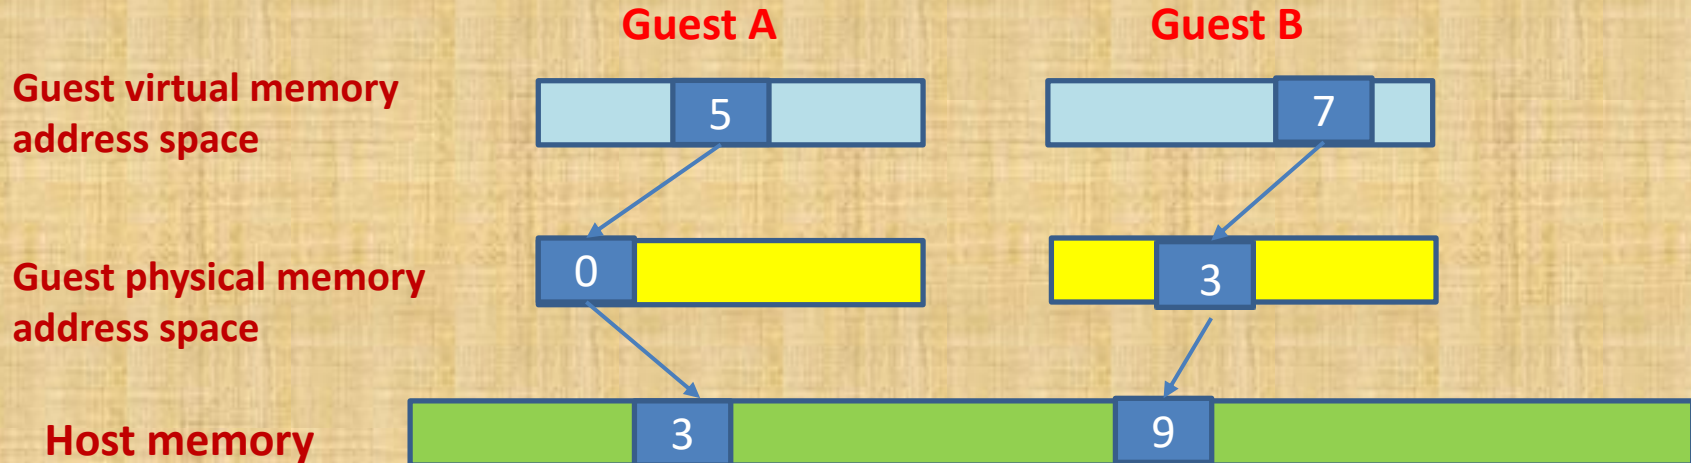 Guest A
Guest B
Guest virtual memory
address space
5
7
Guest physical memory
address space
0
3
Host memory
3
9